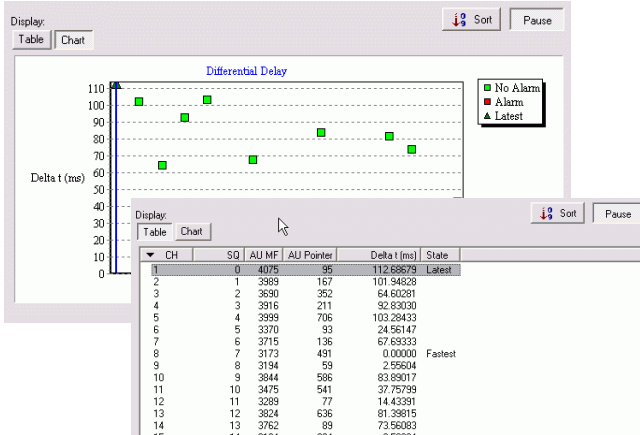 Display:
Table Chart
Sort Pause
Differential Delay
No Alarm
Alarm
Latest
Delta t (ms)
110
100
90
80
70
60
50
40
30
20
10
0
Display:
Table Chart
Sort Pause
CH SQ AU MF AU Pointer Delta t (ms) State
1 0 4075 95 112.68679 Latest
2 1 3989 167 101.94828
3 2 3690 352 64.60281
4 3 3916 211 92.83030
5 4 3999 706 103.28433
6 5 3370 93 24.56147
7 6 3715 136 67.69333
8 7 3173 491 0.00000 Fastest
9 8 3194 59 2.55604
10 9 3844 586 83.89017
11 10 3475 541 37.75799
12 11 3289 77 14.43391
13 12 3824 636 81.39815
14 13 3762 89 73.56083